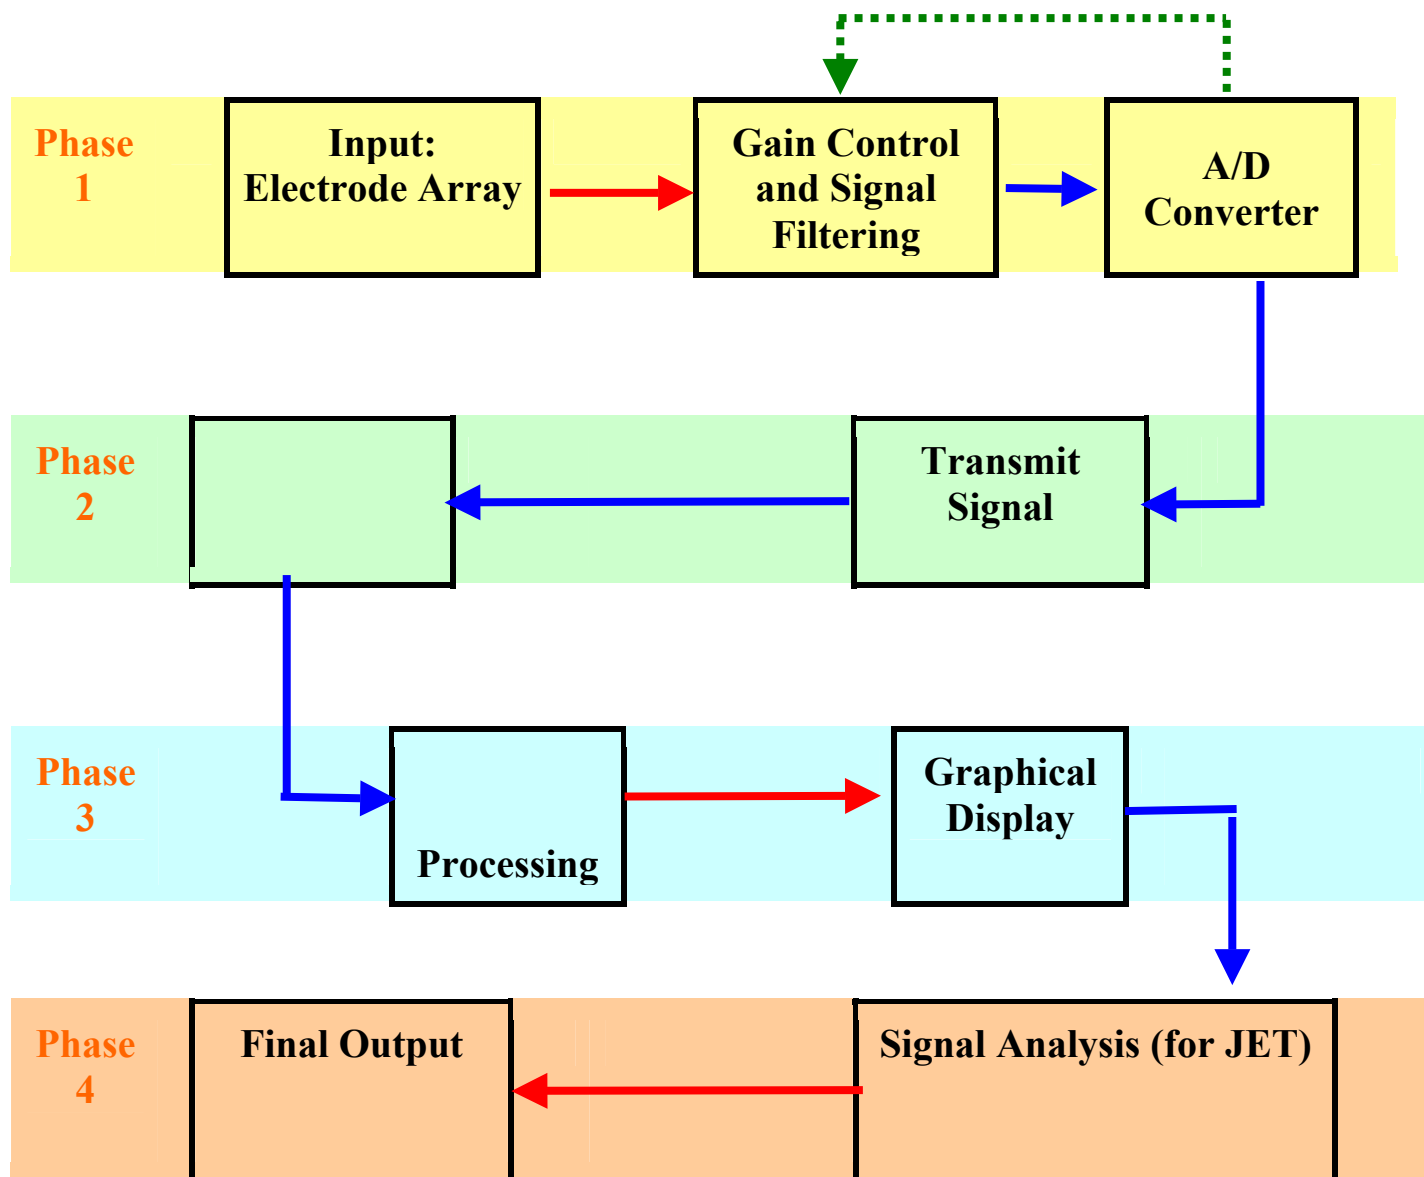 Phase
1
Input:
Electrode Array
Gain Control
and Signal
Filtering
A/D
Converter
Phase
2
Transmit
Signal
Phase
3
Processing
Graphical
Display
Phase
4
Final Output
Signal Analysis (for JET)